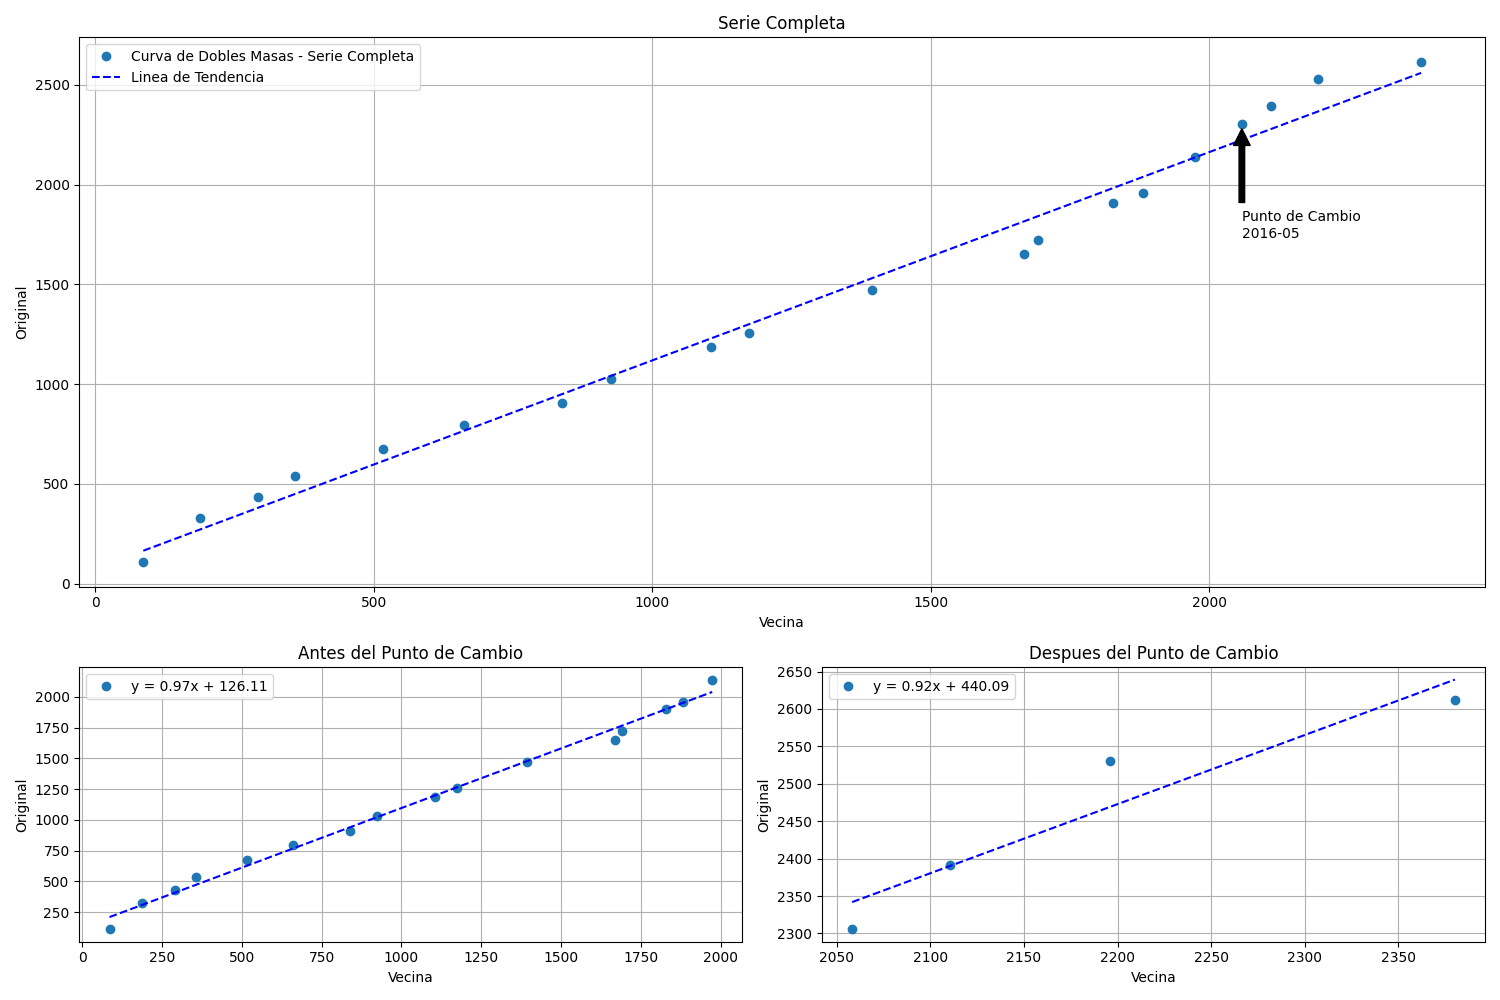 Serie Completa
Curva de Dobles Masas - Serie Completa
Linea de Tendencia
2500
2000
1500
1000
500
0
Original
Punto de Cambio
2016-05
0 500 1000 1500 2000
Vecina
Antes del Punto de Cambio
y = 0.97x + 126.11
2000
1750
1500
1250
1000
750
500
250
Original
0 250 500 750 1000 1250 1500 1750 2000
Vecina
Despues del Punto de Cambio
y = 0.92x + 440.09
2650
2600
2550
2500
2450
2400
2350
2300
Original
2050 2100 2150 2200 2250 2300 2350
Vecina